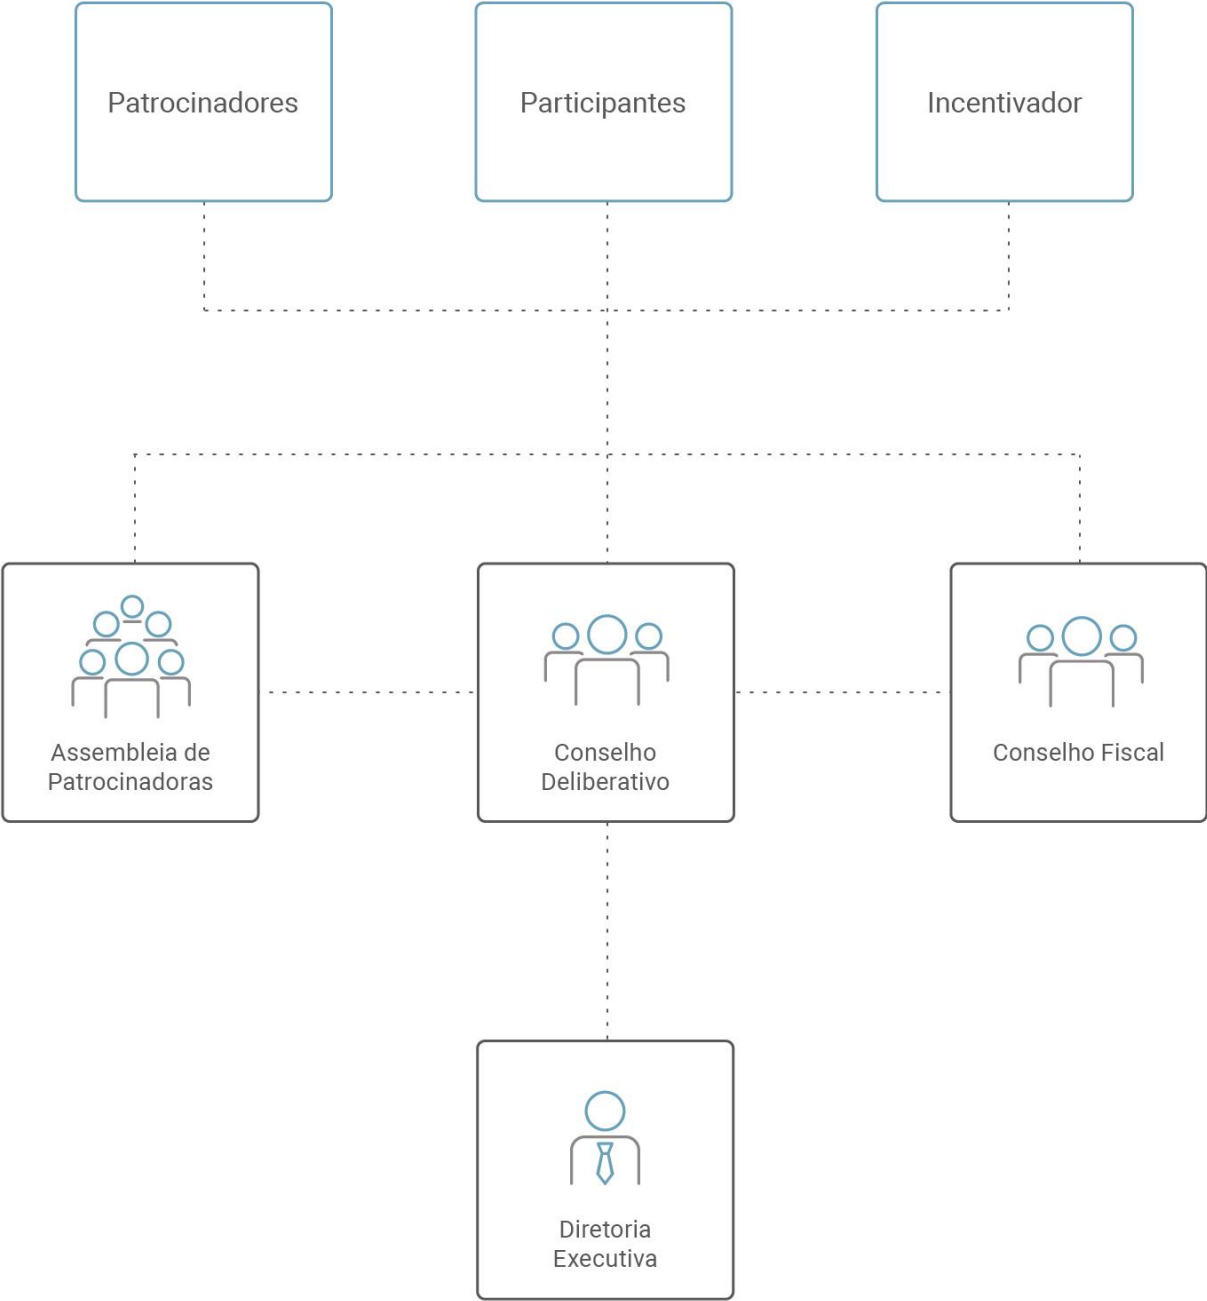 Patrocinadores
Participantes
Incentivador
Assembleia de
Patrocinadoras
Conselho
Deliberativo
Conselho Fiscal
Diretoria
Executiva